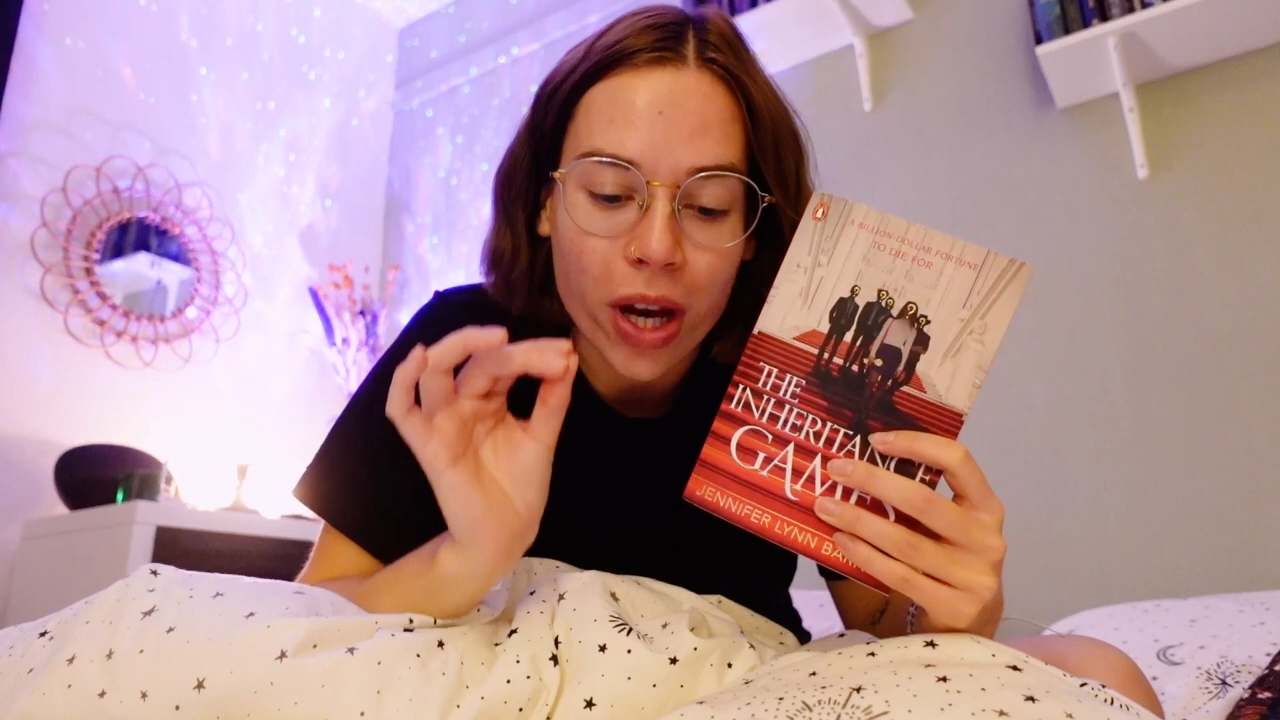 A BILLION-DOLLAR FORTUNE
TO DIE FOR
THE
INHERITANCE
GAMES
JENNIFER LYNN